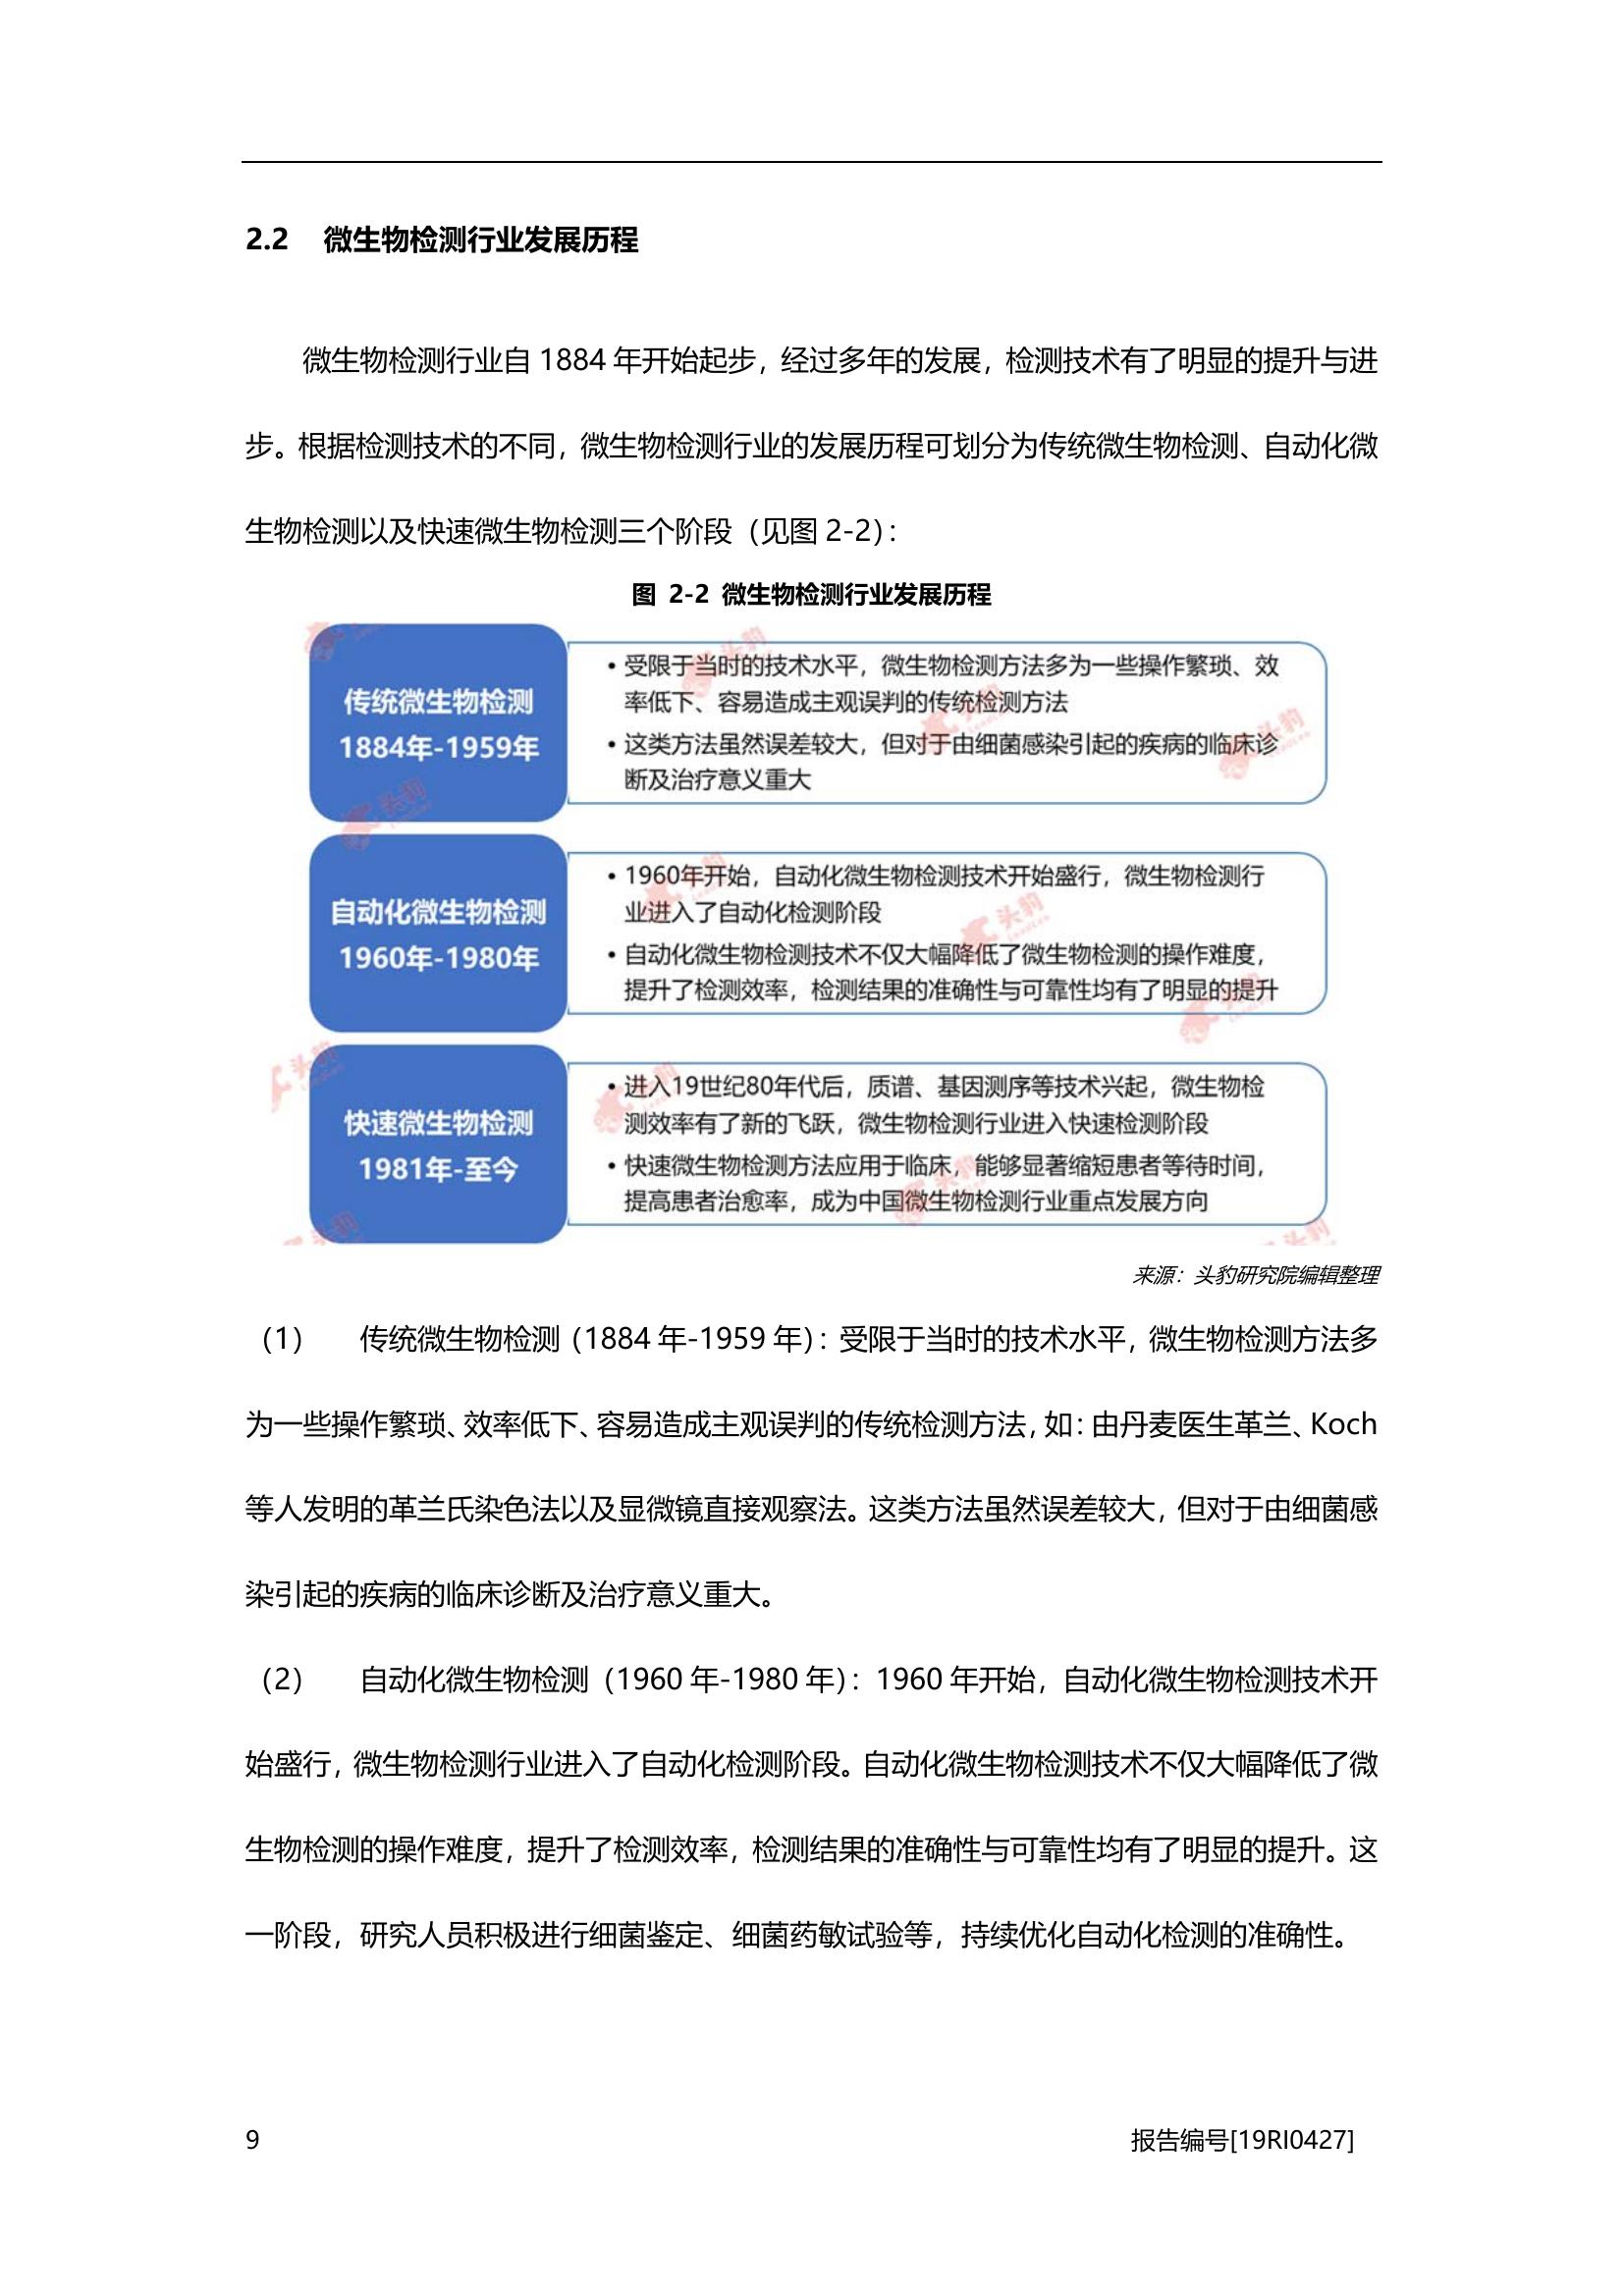 2.2 微生物检测行业发展历程
微生物检测行业自 1884 年开始起步，经过多年的发展，检测技术有了明显的提升与进
步。根据检测技术的不同，微生物检测行业的发展历程可划分为传统微生物检测、自动化微
生物检测以及快速微生物检测三个阶段（见图 2-2）：
图 2-2 微生物检测行业发展历程
传统微生物检测
1884年-1959年
• 受限于当时的技术水平，微生物检测方法多为一些操作繁琐、效
率低下、容易造成主观误判的传统检测方法
• 这类方法虽然误差较大，但对于由细菌感染引起的疾病的临床诊
断及治疗意义重大
自动化微生物检测
1960年-1980年
• 1960年开始，自动化微生物检测技术开始盛行，微生物检测行
业进入了自动化检测阶段
• 自动化微生物检测技术不仅大幅降低了微生物检测的操作难度，
提升了检测效率，检测结果的准确性与可靠性均有了明显的提升
快速微生物检测
1981年-至今
• 进入19世纪80年代后，质谱、基因测序等技术兴起，微生物检
测效率有了新的飞跃，微生物检测行业进入快速检测阶段
• 快速微生物检测方法应用于临床，能够显著缩短患者等待时间，
提高患者治愈率，成为中国微生物检测行业重点发展方向
来源：头豹研究院编辑整理
（1） 传统微生物检测（1884 年-1959 年）：受限于当时的技术水平，微生物检测方法多
为一些操作繁琐、效率低下、容易造成主观误判的传统检测方法，如：由丹麦医生革兰、Koch
等人发明的革兰氏染色法以及显微镜直接观察法。这类方法虽然误差较大，但对于由细菌感
染引起的疾病的临床诊断及治疗意义重大。
（2） 自动化微生物检测（1960 年-1980 年）：1960 年开始，自动化微生物检测技术开
始盛行，微生物检测行业进入了自动化检测阶段。自动化微生物检测技术不仅大幅降低了微
生物检测的操作难度，提升了检测效率，检测结果的准确性与可靠性均有了明显的提升。这
一阶段，研究人员积极进行细菌鉴定、细菌药敏试验等，持续优化自动化检测的准确性。
9 报告编号[19RI0427]